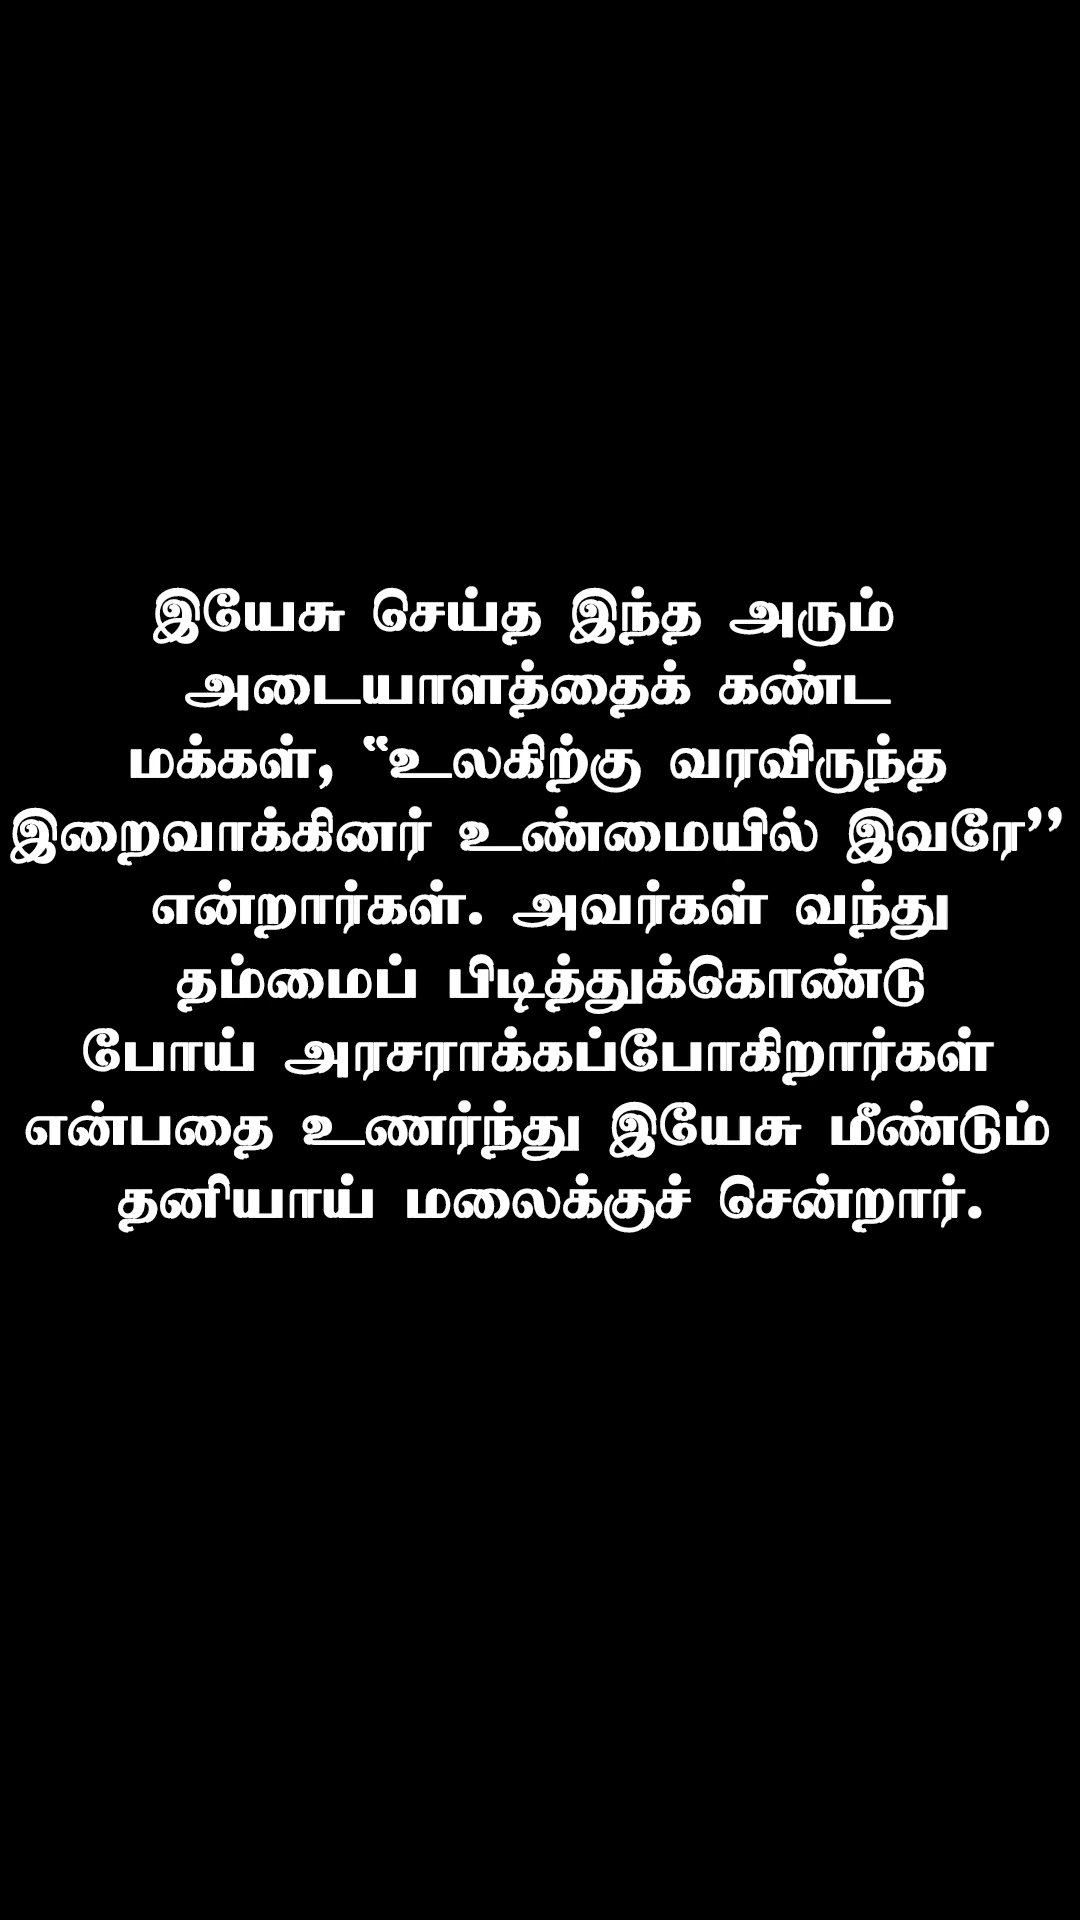 இயேசு செய்த இந்த அரும்
அடையாளத்தைக் கண்ட
மக்கள், “உலகிற்கு வரவிருந்த
இறைவாக்கினர் உண்மையில் இவரே’’
என்றார்கள். அவர்கள் வந்து
தம்மைப் பிடித்துக்கொண்டு
போய் அரசராக்கப்போகிறார்கள்
என்பதை உணர்ந்து இயேசு மீண்டும்
தனியாய் மலைக்குச் சென்றார்.